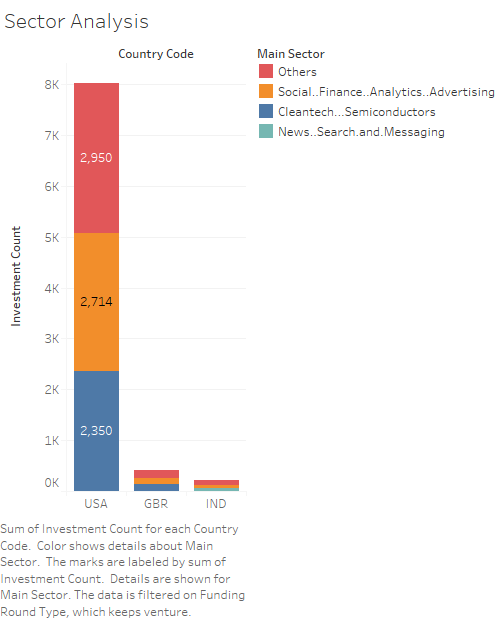 Sector Analysis
Country Code
Main Sector
Others
Social..Finance..Analytics..Advertising
Cleantech...Semiconductors
News..Search.and.Messaging
Investment Count
8K
7K
6K
5K
4K
3K
2K
1K
0K
2,950
2,714
2,350
USA
GBR
IND
Sum of Investment Count for each Country
Code.  Color shows details about Main
Sector.  The marks are labeled by sum of
Investment Count.  Details are shown for
Main Sector. The data is filtered on Funding
Round Type, which keeps venture.